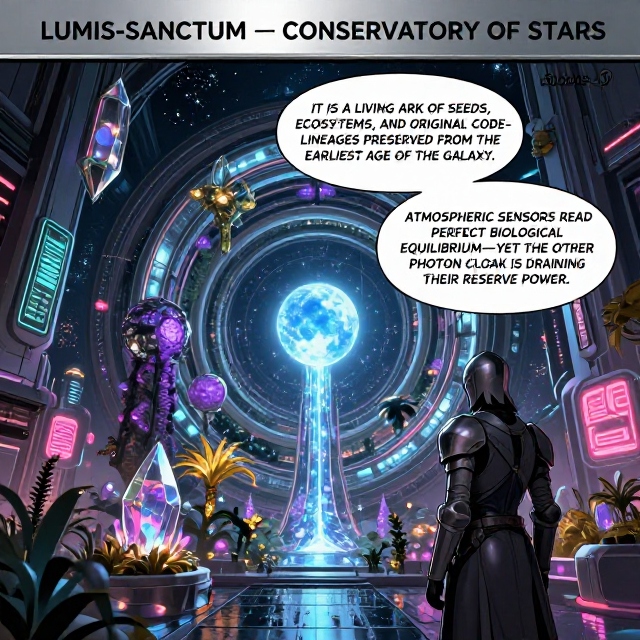 LUMIS-SANCTUM — CONSERVATORY OF STARS
IT IS A LIVING ARK OF SEEDS,
ECOSYTEMS, AND ORIGINAL CODE-
LINEAGES PRESERVED FROM THE
EARLIEST AGE OF THE GALAXY.
ATMOSPHERIC SENSORS READ
PERFECT BIOLOGICAL
EQUILIBRIUM—YET THE OTHER
PHOTON CLOAK IS DRAINING
THEIR RESERVE POWER.